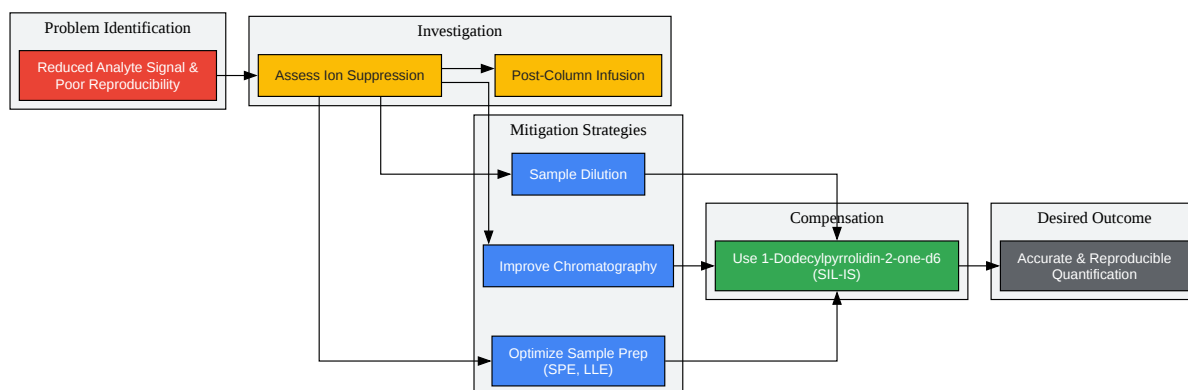 Problem Identification
Reduced Analyte Signal &
Poor Reproducibility
Investigation
Assess Ion Suppression
Post-Column Infusion
Mitigation Strategies
Sample Dilution
Improve Chromatography
Optimize Sample Prep
(SPE, LLE)
Compensation
Use 1-Dodecylpyrrolidin-2-one-d6
(SIL-IS)
Desired Outcome
Accurate & Reproducible
Quantification